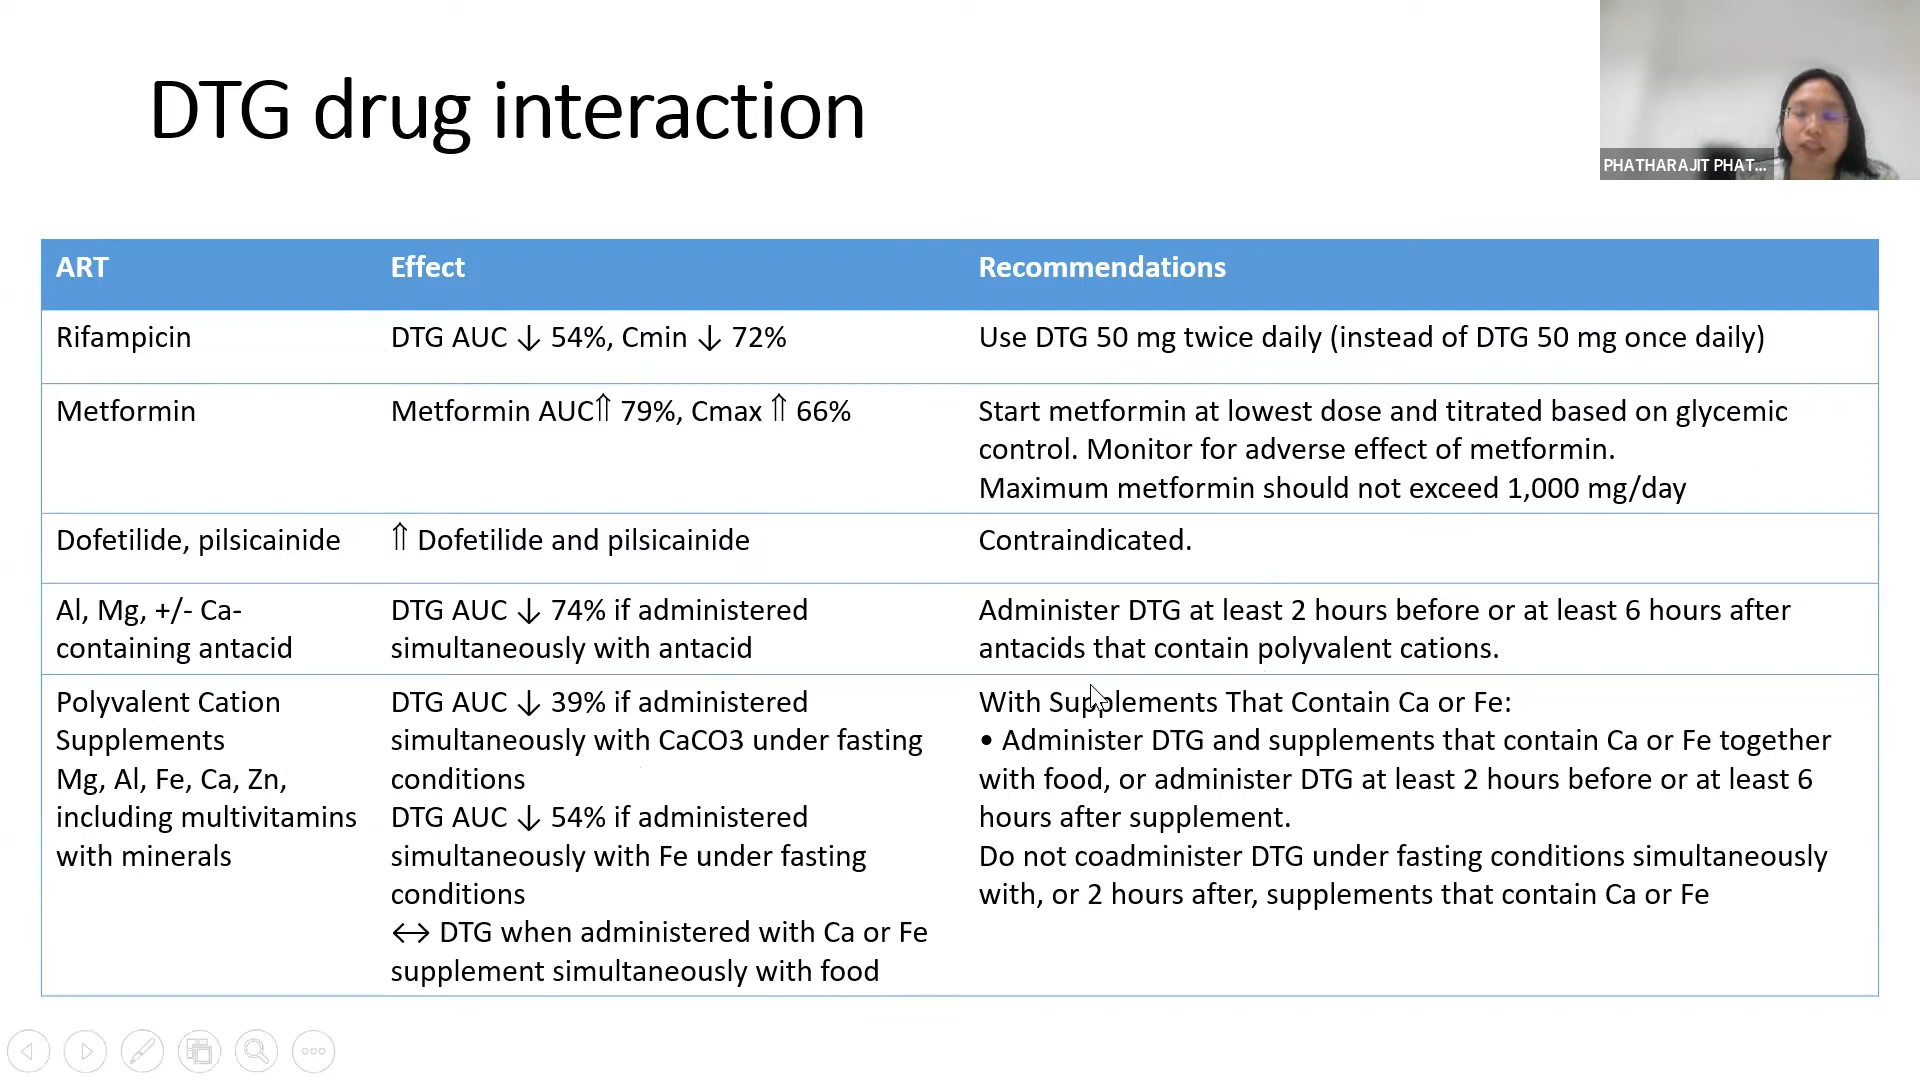 DTG drug interaction
PHATHARAJIT PHAT...
ART Effect Recommendations
Rifampicin DTG AUC ↓ 54%, Cmin ↓ 72% Use DTG 50 mg twice daily (instead of DTG 50 mg once daily)
Metformin Metformin AUC⇑ 79%, Cmax ⇑ 66% Start metformin at lowest dose and titrated based on glycemic
control. Monitor for adverse effect of metformin.
Maximum metformin should not exceed 1,000 mg/day
Dofetilide, pilsicainide ⇑ Dofetilide and pilsicainide Contraindicated.
Al, Mg, +/- Ca-
containing antacid
DTG AUC ↓ 74% if administered
simultaneously with antacid
Administer DTG at least 2 hours before or at least 6 hours after
antacids that contain polyvalent cations.
Polyvalent Cation
Supplements
Mg, Al, Fe, Ca, Zn,
including multivitamins
with minerals
DTG AUC ↓ 39% if administered
simultaneously with CaCO3 under fasting
conditions
DTG AUC ↓ 54% if administered
simultaneously with Fe under fasting
conditions
↔ DTG when administered with Ca or Fe
supplement simultaneously with food
With Supplements That Contain Ca or Fe:
• Administer DTG and supplements that contain Ca or Fe together
with food, or administer DTG at least 2 hours before or at least 6
hours after supplement.
Do not coadminister DTG under fasting conditions simultaneously
with, or 2 hours after, supplements that contain Ca or Fe